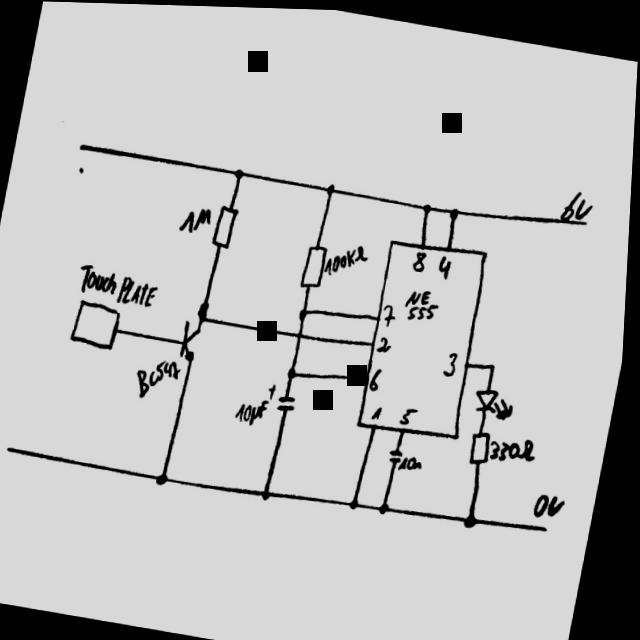 6V
1M
100kΩ
8 4
Touch PLATE
NE
555
7
2
3
BC547
6
10µF
+
1 5
10n
330Ω
0V